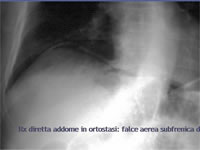 Rx diretta addome in ortostasi: falce aerea subfrenica d